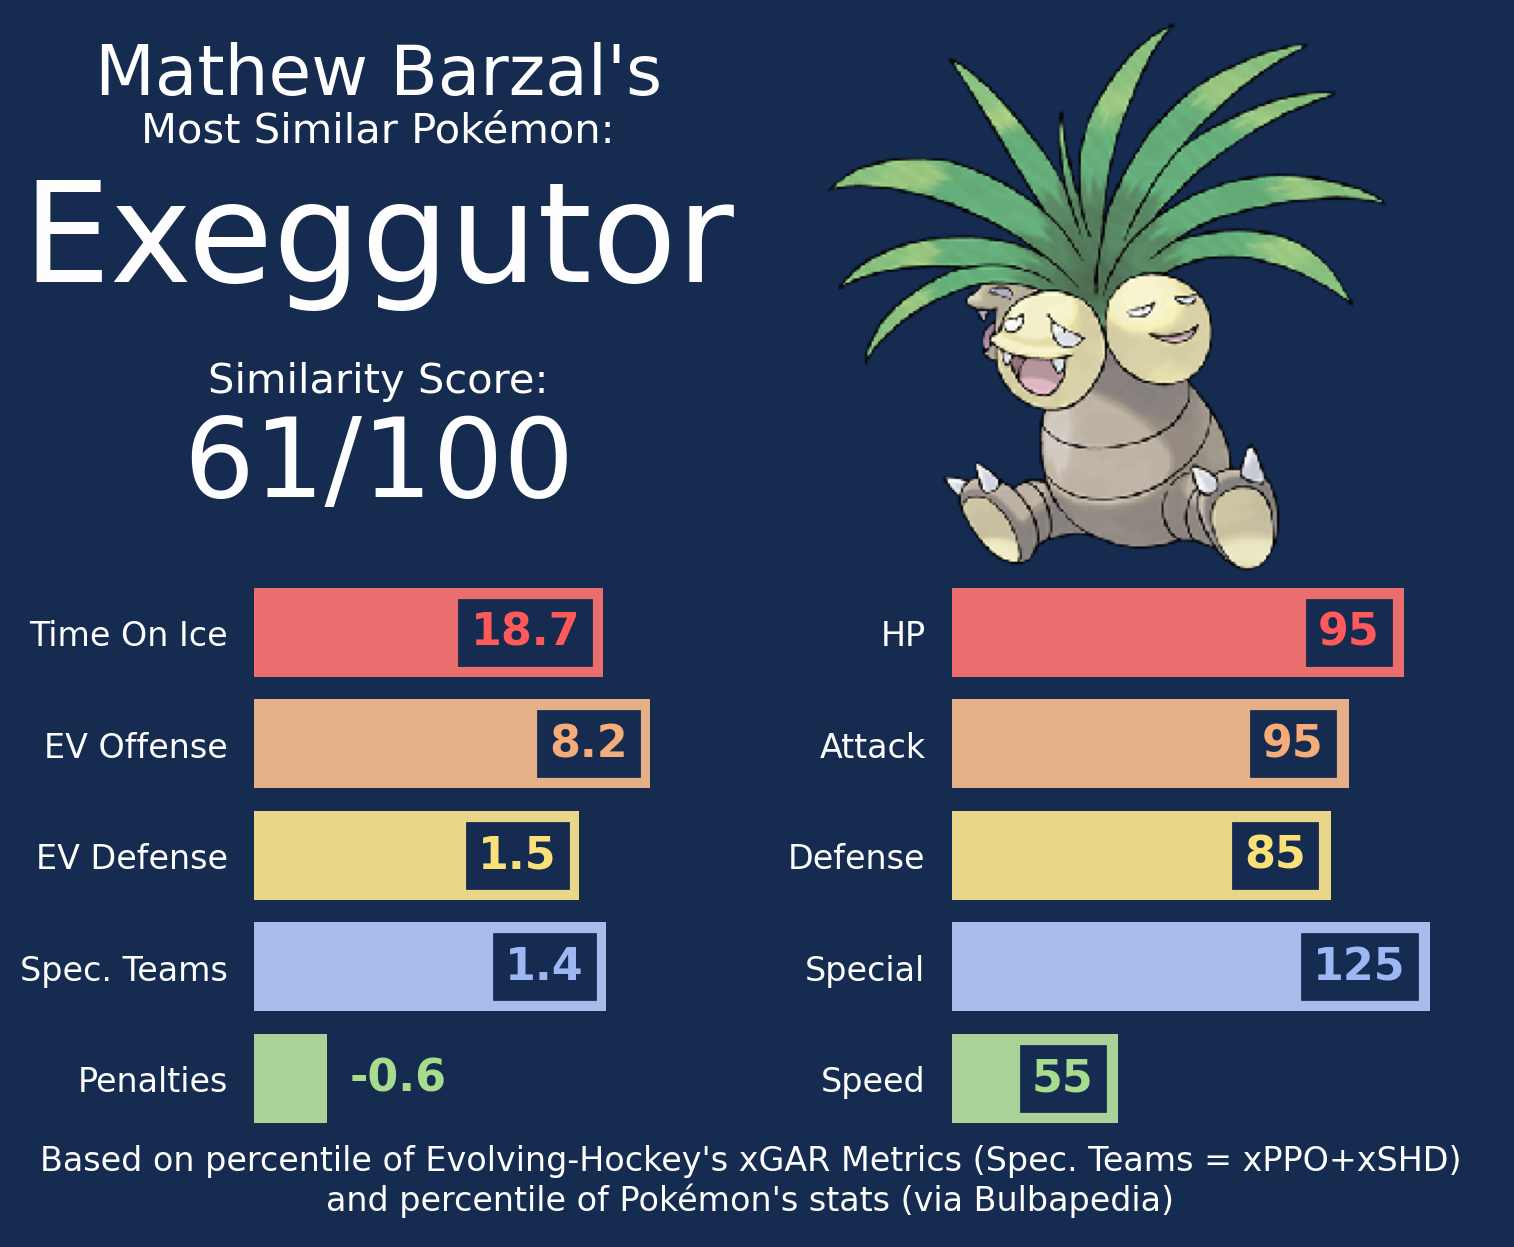 Mathew Barzal's
Most Similar Pokémon:
Exeggutor
Similarity Score:
61/100
Time On Ice 18.7
EV Offense 8.2
EV Defense 1.5
Spec. Teams 1.4
Penalties -0.6
HP 95
Attack 95
Defense 85
Special 125
Speed 55
Based on percentile of Evolving-Hockey's xGAR Metrics (Spec. Teams = xPPO+xSHD)
and percentile of Pokémon's stats (via Bulbapedia)